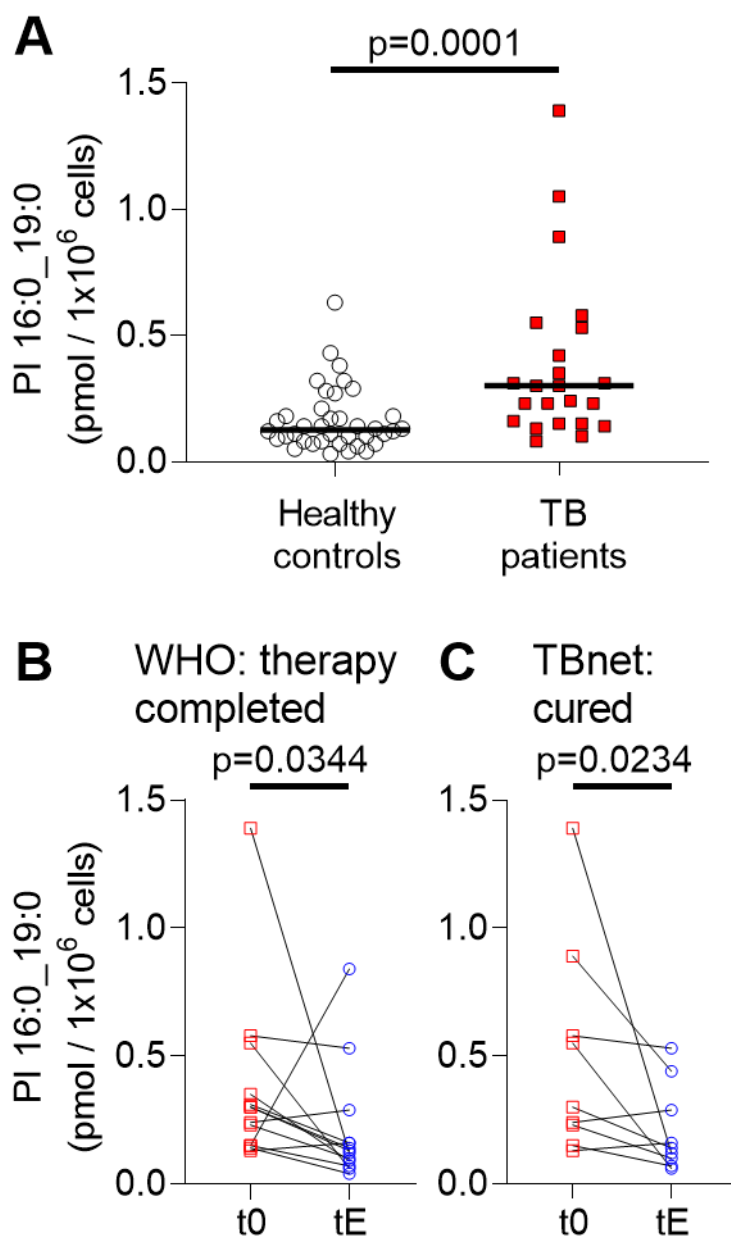 A
p=0.0001
1.5
1.0
0.5
0.0
PI 16:0_19:0
(pmol / 1x10⁶ cells)
Healthy
controls
TB
patients
B
WHO: therapy
completed
p=0.0344
1.5
1.0
0.5
0.0
PI 16:0_19:0
(pmol / 1x10⁶ cells)
t0
tE
C
TBnet:
cured
p=0.0234
1.5
1.0
0.5
0.0
t0
tE